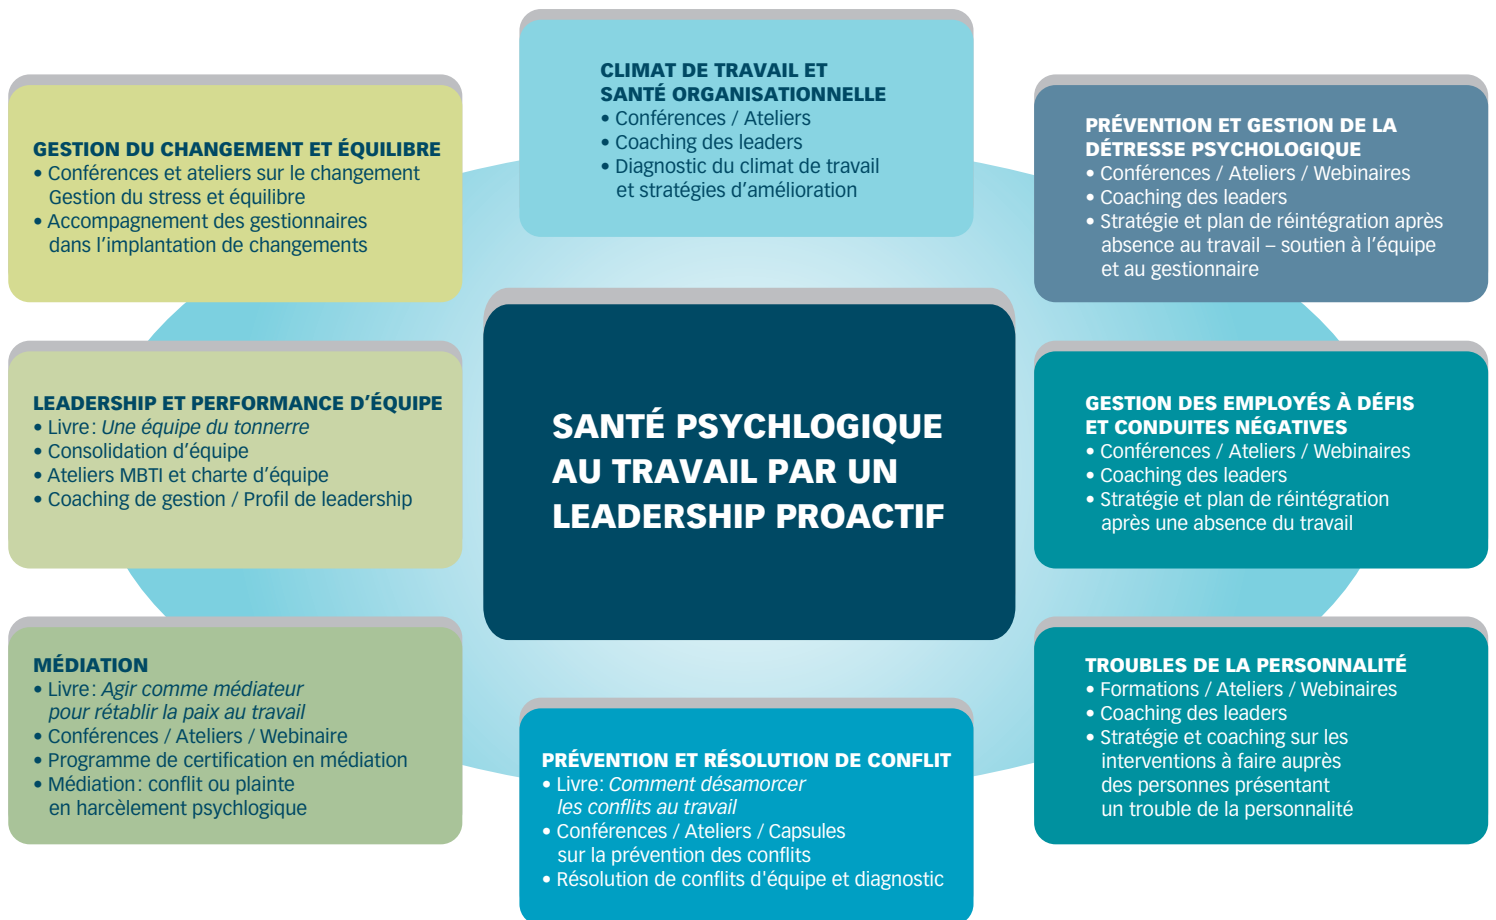 CLIMAT DE TRAVAIL ET
SANTÉ ORGANISATIONNELLE
• Conférences / Ateliers
• Coaching des leaders
• Diagnostic du climat de travail
et stratégies d’amélioration
GESTION DU CHANGEMENT ET ÉQUILIBRE
• Conférences et ateliers sur le changement
Gestion du stress et équilibre
• Accompagnement des gestionnaires
dans l’implantation de changements
PRÉVENTION ET GESTION DE LA
DÉTRESSE PSYCHOLOGIQUE
• Conférences / Ateliers / Webinaires
• Coaching des leaders
• Stratégie et plan de réintégration après
absence au travail – soutien à l’équipe
et au gestionnaire
LEADERSHIP ET PERFORMANCE D’ÉQUIPE
• Livre : Une équipe du tonnerre
• Consolidation d’équipe
• Ateliers MBTI et charte d’équipe
• Coaching de gestion / Profil de leadership
SANTÉ PSYCHLOGIQUE
AU TRAVAIL PAR UN
LEADERSHIP PROACTIF
GESTION DES EMPLOYÉS À DÉFIS
ET CONDUITES NÉGATIVES
• Conférences / Ateliers / Webinaires
• Coaching des leaders
• Stratégie et plan de réintégration
après une absence du travail
MÉDIATION
• Livre : Agir comme médiateur
pour rétablir la paix au travail
• Conférences / Ateliers / Webinaire
• Programme de certification en médiation
• Médiation : conflit ou plainte
en harcèlement psychlogique
PRÉVENTION ET RÉSOLUTION DE CONFLIT
• Livre : Comment désamorcer
les conflits au travail
• Conférences / Ateliers / Capsules
sur la prévention des conflits
• Résolution de conflits d'équipe et diagnostic
TROUBLES DE LA PERSONNALITÉ
• Formations / Ateliers / Webinaires
• Coaching des leaders
• Stratégie et coaching sur les
interventions à faire auprès
des personnes présentant
un trouble de la personnalité